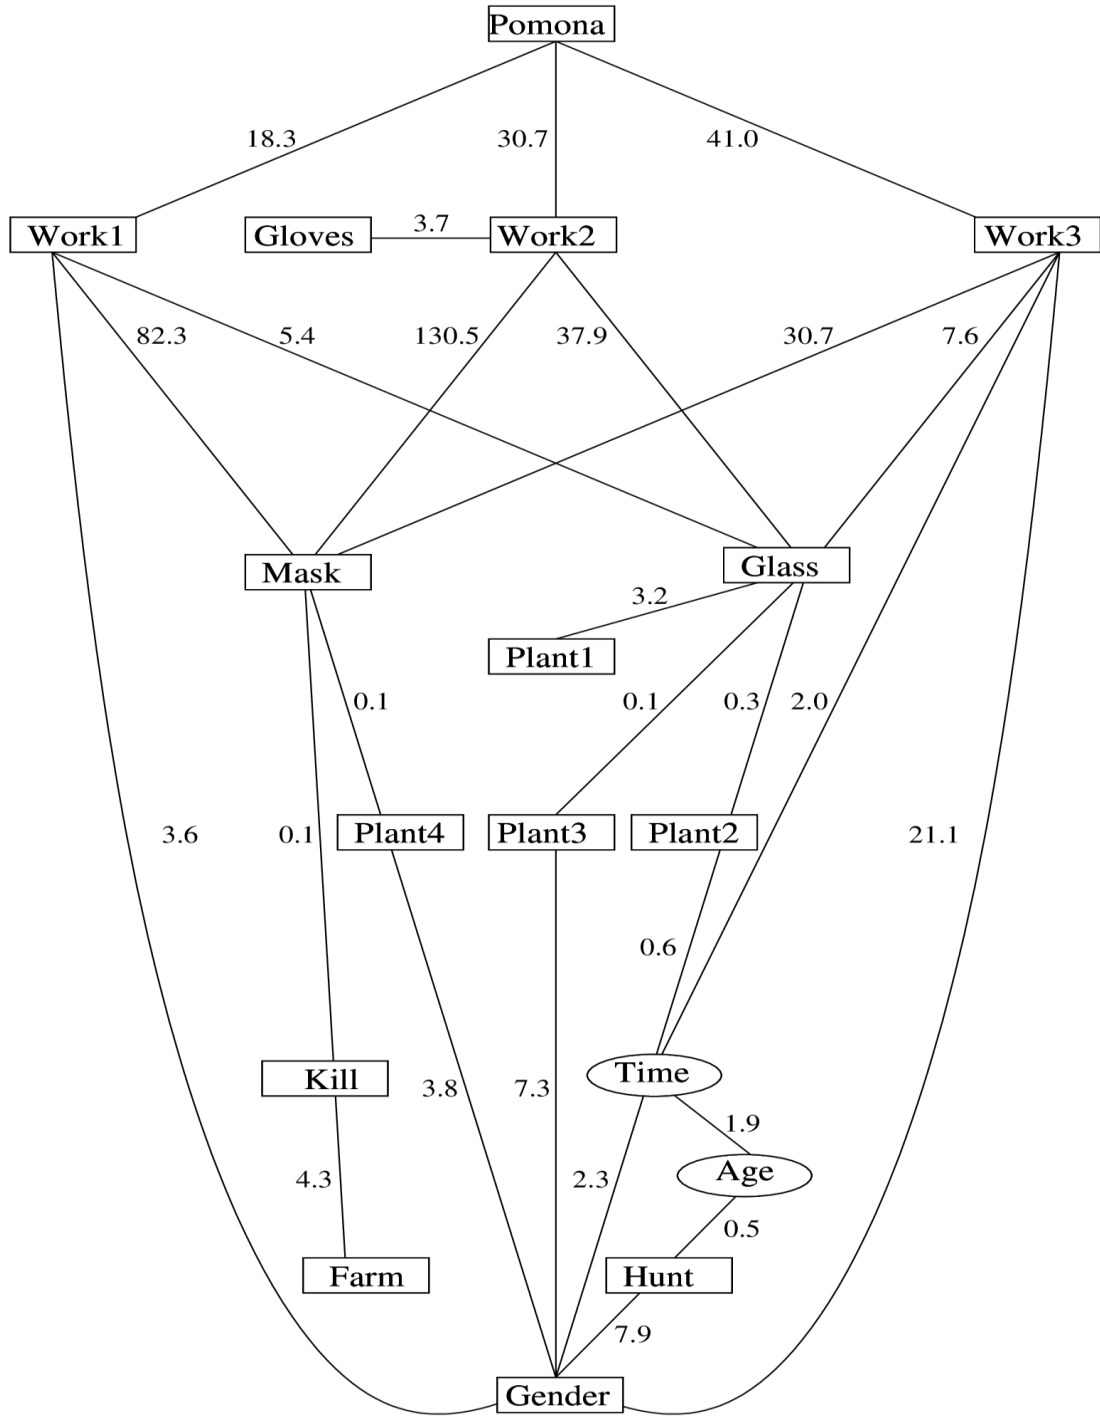 Pomona
18.3 30.7 41.0
Work1 Gloves 3.7 Work2 Work3
82.3 5.4 130.5 37.9 30.7 7.6
Mask Glass
3.2
Plant1
0.1 0.1 0.3 2.0
Plant4 Plant3 Plant2
3.6 0.1 21.1
0.6
Kill Time
3.8 7.3
1.9
Age
4.3 2.3
0.5
Farm Hunt
7.9
Gender